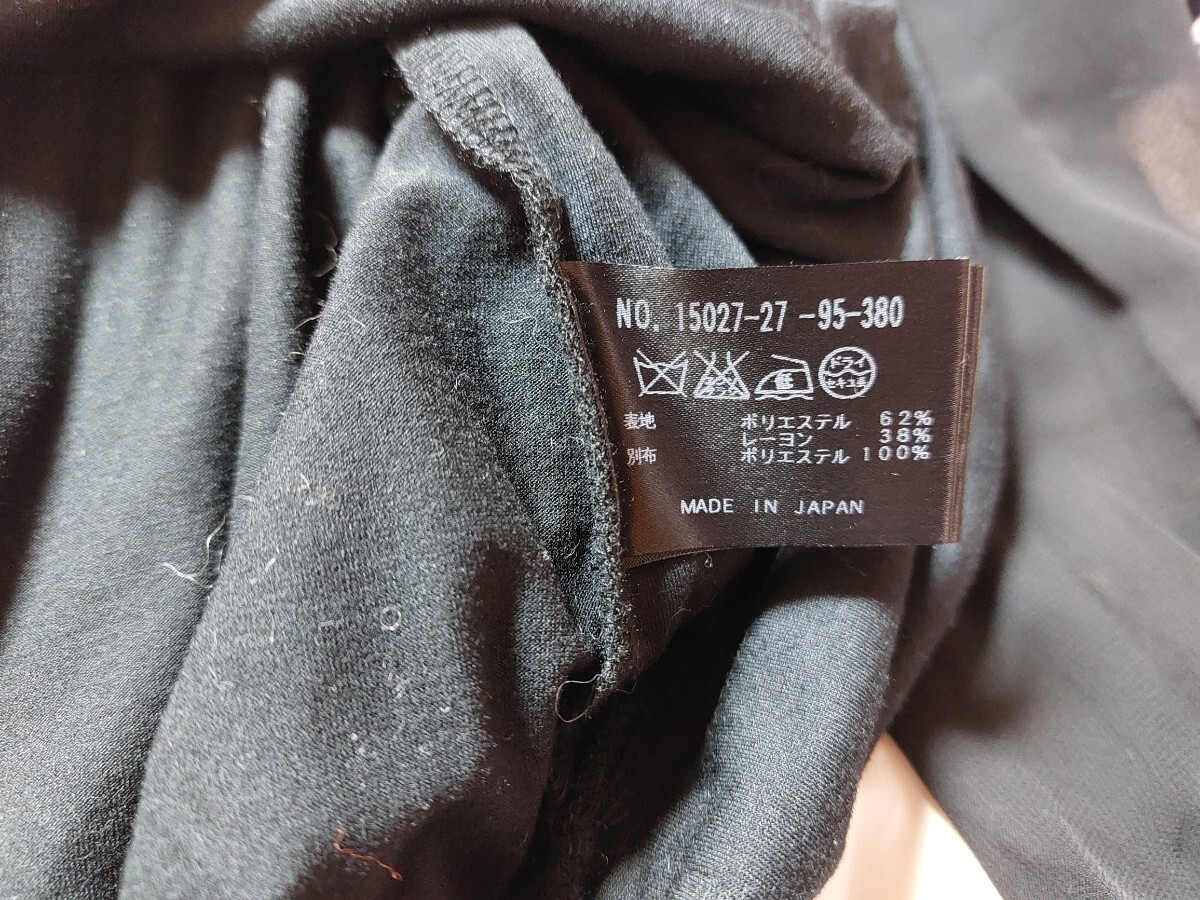 NO. 15027-27 -95-380
ドライ
セキユ系
表地 ポリエステル 62%
レーヨン 38%
別布 ポリエステル 100%
MADE IN JAPAN